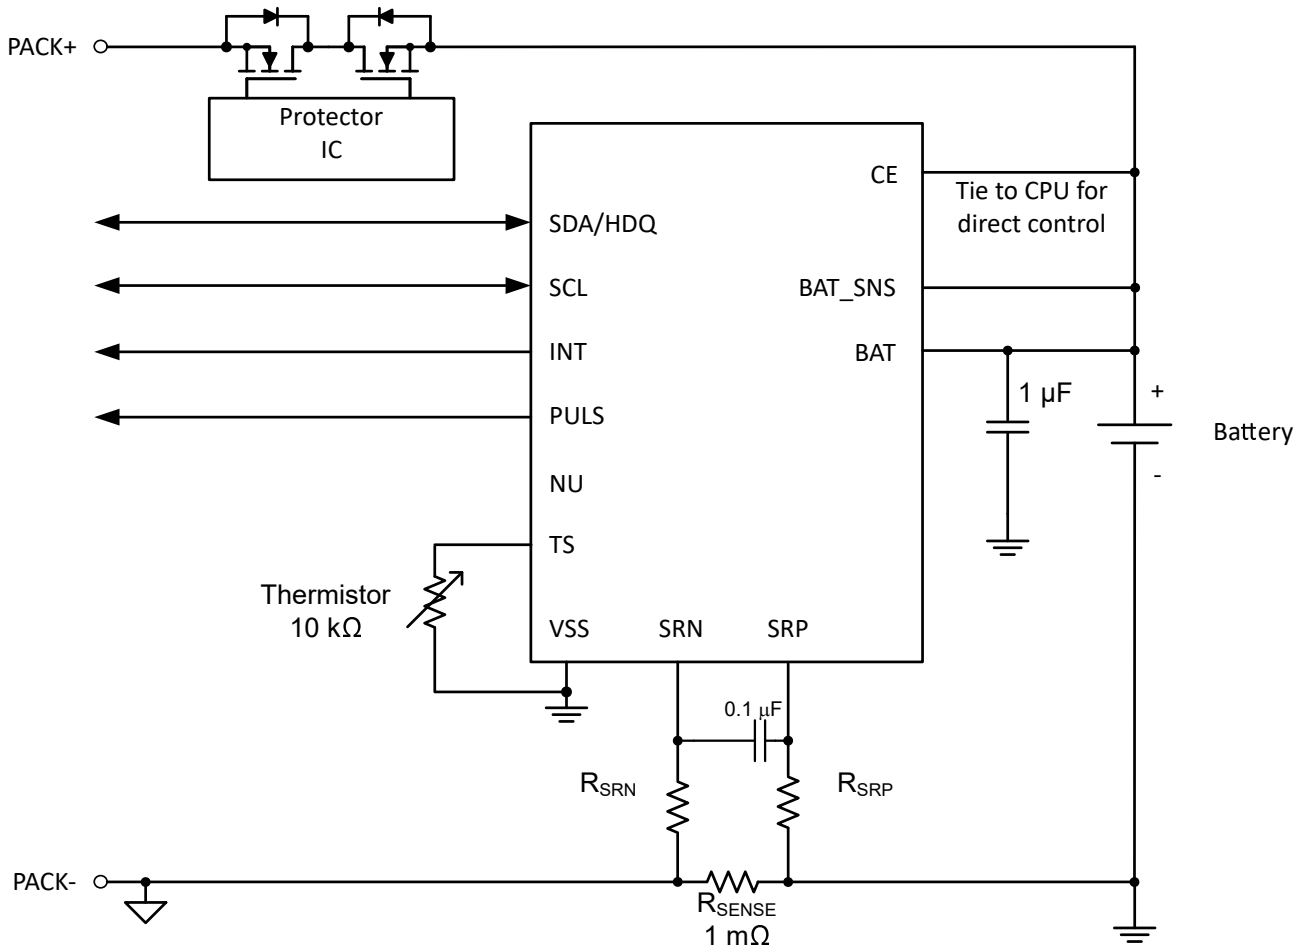 PACK+
Protector
IC
CE
Tie to CPU for
direct control
SDA/HDQ
SCL
BAT_SNS
INT
BAT
1 µF
+
PULS
Battery
-
NU
TS
Thermistor
10 kΩ
VSS
SRN
SRP
0.1 µF
RSRN
RSRP
PACK-
RSENSE
1 mΩ